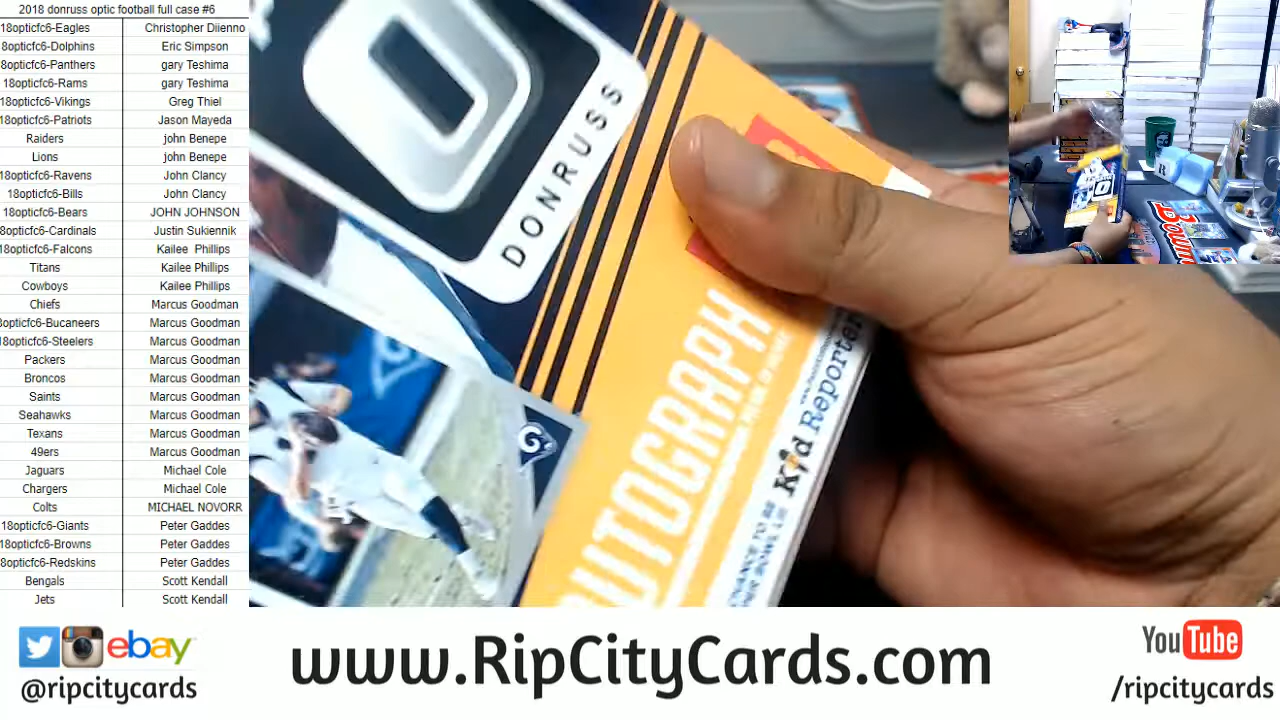 2018 donruss optic football full case #6
18opticfc6-Eagles Christopher Diienno
8opticfc6-Dolphins Eric Simpson
8opticfc6-Panthers gary Teshima
18opticfc6-Rams gary Teshima
18opticfc6-Vikings Greg Thiel
18opticfc6-Patriots Jason Mayeda
Raiders john Benepe
Lions john Benepe
18opticfc6-Ravens John Clancy
18opticfc6-Bills John Clancy
18opticfc6-Bears JOHN JOHNSON
8opticfc6-Cardinals Justin Sukiennik
18opticfc6-Falcons Kailee Phillips
Titans Kailee Phillips
Cowboys Kailee Phillips
Chiefs Marcus Goodman
8opticfc6-Bucaneers Marcus Goodman
18opticfc6-Steelers Marcus Goodman
Packers Marcus Goodman
Broncos Marcus Goodman
Saints Marcus Goodman
Seahawks Marcus Goodman
Texans Marcus Goodman
49ers Marcus Goodman
Jaguars Michael Cole
Chargers Michael Cole
Colts MICHAEL NOVORR
18opticfc6-Giants Peter Gaddes
18opticfc6-Browns Peter Gaddes
8opticfc6-Redskins Peter Gaddes
Bengals Scott Kendall
Jets Scott Kendall
DONRUSS
AUTOGRAPH
Kid Reporter
Bowm
ebay
@ripcitycards
www.RipCityCards.com
YouTube
/ripcitycards